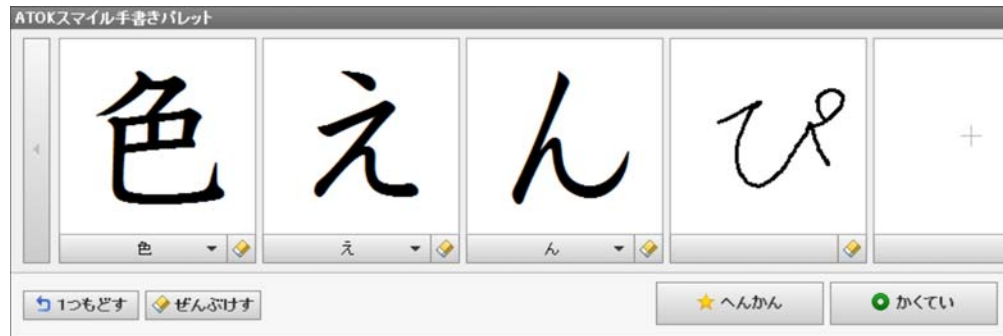 ATOKスマイル手書きパレット
色 え ん ぴ
色 え ん
1つもどす ぜんぶけす へんかん かくてい